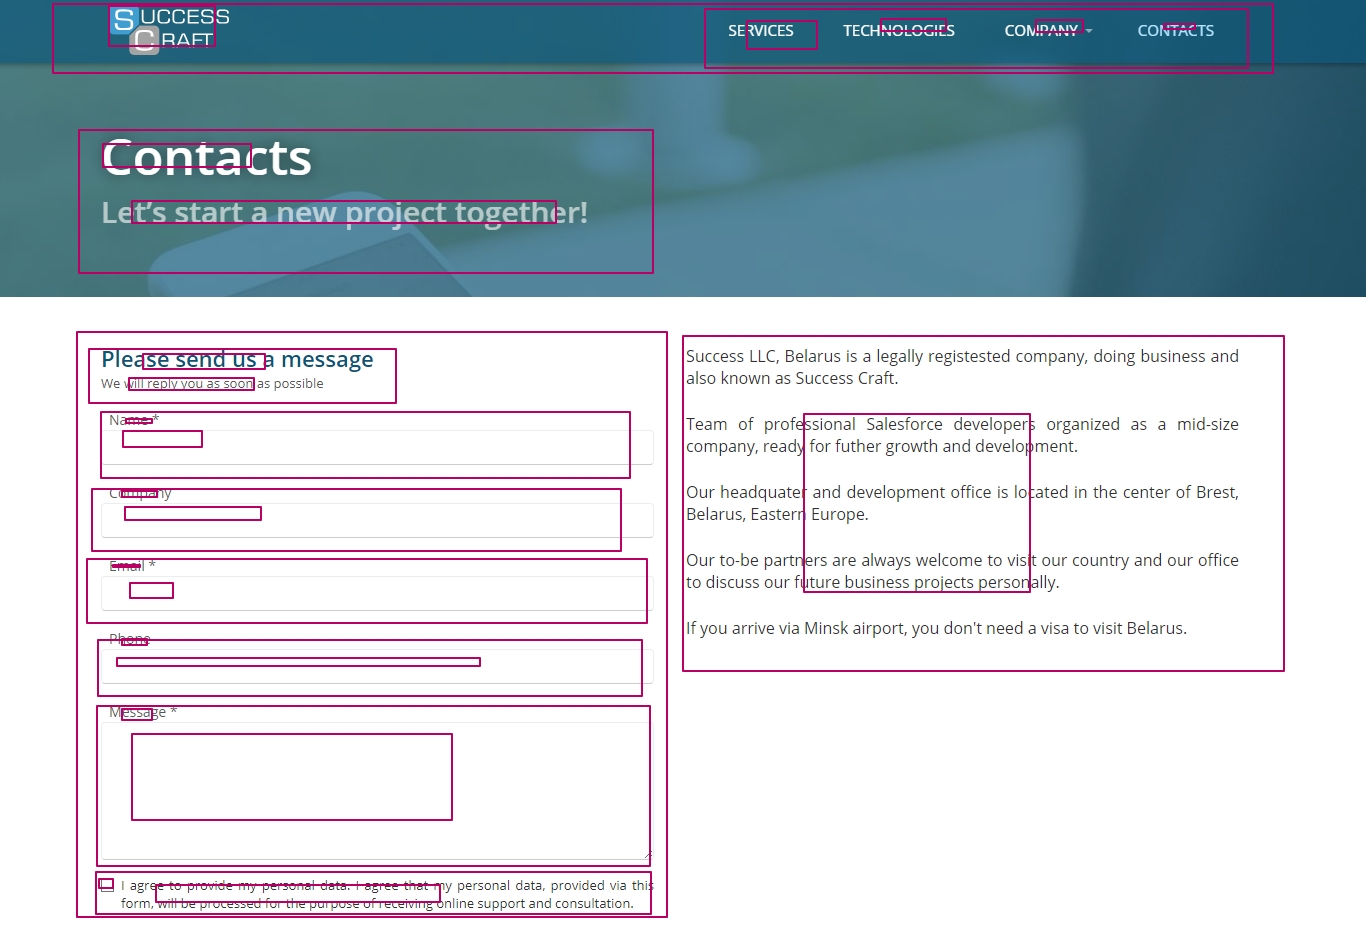 SUCCESS
CRAFT
SERVICES TECHNOLOGIES COMPANY CONTACTS
Contacts
Let’s start a new project together!
Please send us a message
We will reply you as soon as possible
Name *
Company
Email *
Phone
Message *
I agree to provide my personal data. I agree that my personal data, provided via this
form, will be processed for the purpose of receiving online support and consultation.
Success LLC, Belarus is a legally registested company, doing business and
also known as Success Craft.
Team of professional Salesforce developers organized as a mid-size
company, ready for futher growth and development.
Our headquater and development office is located in the center of Brest,
Belarus, Eastern Europe.
Our to-be partners are always welcome to visit our country and our office
to discuss our future business projects personally.
If you arrive via Minsk airport, you don't need a visa to visit Belarus.